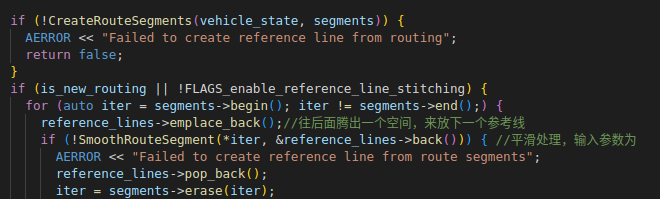 if (!CreateRouteSegments(vehicle_state, segments)) {
AERROR << "Failed to create reference line from routing";
return false;
}
if (is_new_routing || !FLAGS_enable_reference_line_stitching) {
for (auto iter = segments->begin(); iter != segments->end();) {
reference_lines->emplace_back();//往后面腾出一个空间，来放下一个参考线
if (!SmoothRouteSegment(*iter, &reference_lines->back())) { //平滑处理，输入参数为
AERROR << "Failed to create reference line from route segments";
reference_lines->pop_back();
iter = segments->erase(iter);